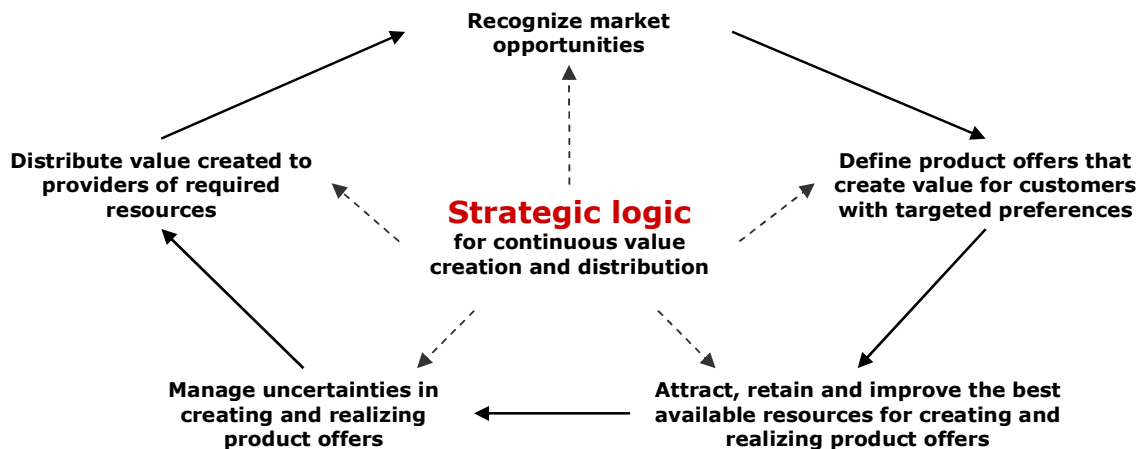 Recognize market
opportunities
Distribute value created to
providers of required
resources
Define product offers that
create value for customers
with targeted preferences
Strategic logic
for continuous value
creation and distribution
Manage uncertainties in
creating and realizing
product offers
Attract, retain and improve the best
available resources for creating and
realizing product offers